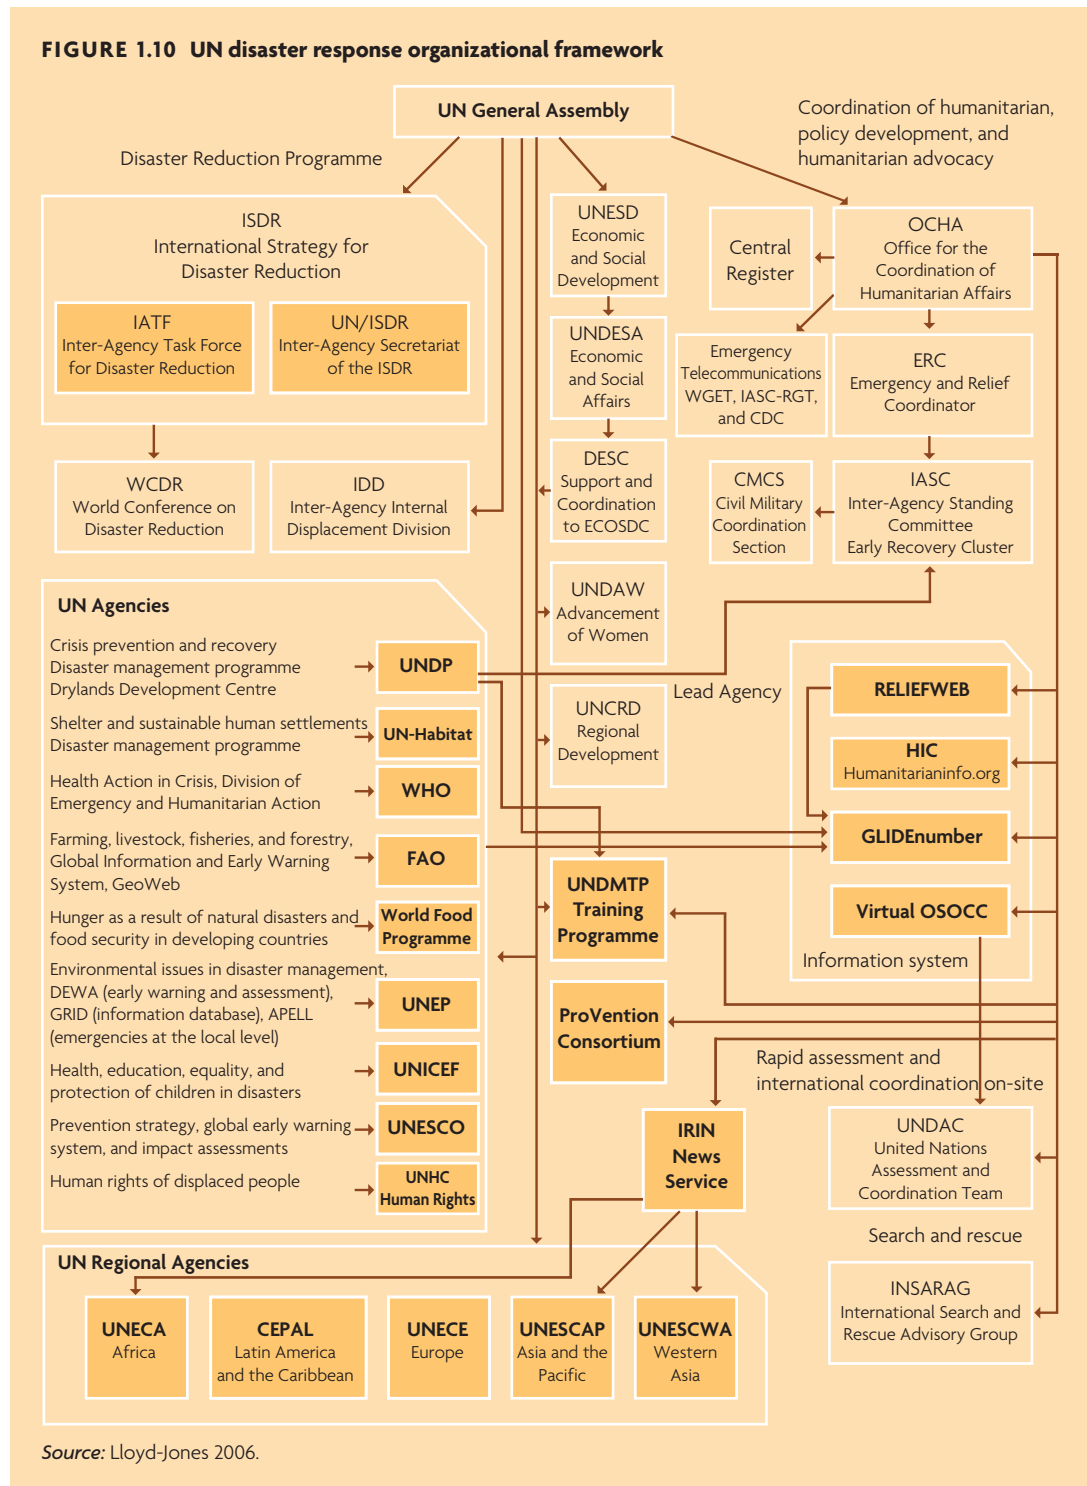 FIGURE 1.10 UN disaster response organizational framework
UN General Assembly
Coordination of humanitarian,
policy development, and
humanitarian advocacy
Disaster Reduction Programme
ISDR
International Strategy for
Disaster Reduction
IATF
Inter-Agency Task Force
for Disaster Reduction
UN/ISDR
Inter-Agency Secretariat
of the ISDR
WCDR
World Conference on
Disaster Reduction
IDD
Inter-Agency Internal
Displacement Division
UNESD
Economic
and Social
Development
UNDESA
Economic
and Social
Affairs
DESC
Support and
Coordination
to ECOSDC
UNDAW
Advancement
of Women
UNCRD
Regional
Development
Central
Register
OCHA
Office for the
Coordination of
Humanitarian Affairs
Emergency
Telecommunications
WGET, IASC-RGT,
and CDC
ERC
Emergency and Relief
Coordinator
CMCS
Civil Military
Coordination
Section
IASC
Inter-Agency Standing
Committee
Early Recovery Cluster
UN Agencies
Crisis prevention and recovery
Disaster management programme
Drylands Development Centre
UNDP
Shelter and sustainable human settlements
Disaster management programme
UN-Habitat
Health Action in Crisis, Division of
Emergency and Humanitarian Action
WHO
Farming, livestock, fisheries, and forestry,
Global Information and Early Warning
System, GeoWeb
FAO
Hunger as a result of natural disasters and
food security in developing countries
World Food
Programme
Environmental issues in disaster management,
DEWA (early warning and assessment),
GRID (information database), APELL
(emergencies at the local level)
UNEP
Health, education, equality, and
protection of children in disasters
UNICEF
Prevention strategy, global early warning
system, and impact assessments
UNESCO
Human rights of displaced people
UNHC
Human Rights
Lead Agency
RELIEFWEB
HIC
Humanitarianinfo.org
GLIDEnumber
Virtual OSOCC
Information system
UNDMTP
Training
Programme
ProVention
Consortium
Rapid assessment and
international coordination on-site
IRIN
News
Service
UNDAC
United Nations
Assessment and
Coordination Team
Search and rescue
INSARAG
International Search and
Rescue Advisory Group
UN Regional Agencies
UNECA
Africa
CEPAL
Latin America
and the Caribbean
UNECE
Europe
UNESCAP
Asia and the
Pacific
UNESCWA
Western
Asia
Source: Lloyd-Jones 2006.